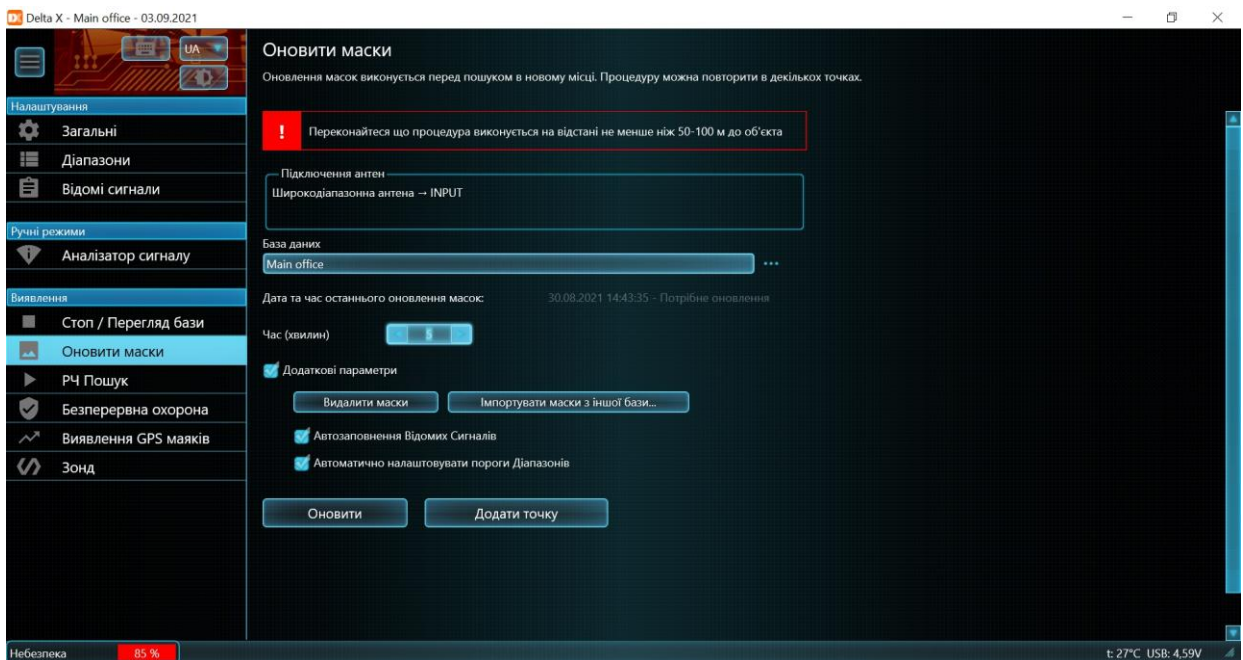 Delta X - Main office - 03.09.2021
UA
Налаштування
Загальні
Діапазони
Відомі сигнали
Ручні режими
Аналізатор сигналу
Виявлення
Стоп / Перегляд бази
Оновити маски
РЧ Пошук
Безперервна охорона
Виявлення GPS маяків
Зонд
Оновити маски
Оновлення масок виконується перед пошуком в новому місці. Процедуру можна повторити в декількох точках.
! Переконайтеся що процедура виконується на відстані не менше ніж 50-100 м до об'єкта
Підключення антен
Широкодіапазонна антена → INPUT
База даних
Main office
...
Дата та час останнього оновлення масок: 30.08.2021 14:43:35 - Потрібне оновлення
Час (хвилин) 5
Додаткові параметри
Видалити маски Імпортувати маски з іншої бази...
Автозаповнення Відомих Сигналів
Автоматично налаштовувати пороги Діапазонів
Оновити Додати точку
Небезпека 85 % t: 27°C USB: 4,59V